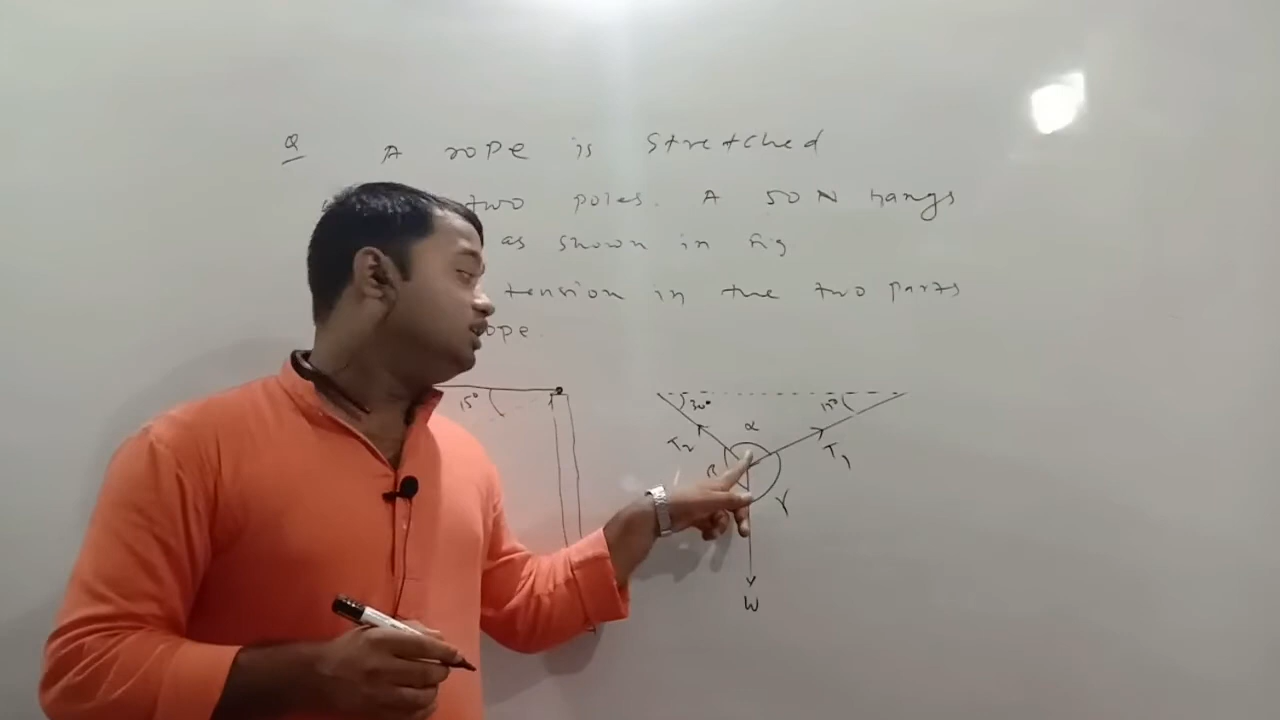 Q A rope is stretched
two poles. A 50 N hangs
as shown in fig
tension in the two parts
ope.
15°
30° 15°
α
T2 T1
β
γ
W